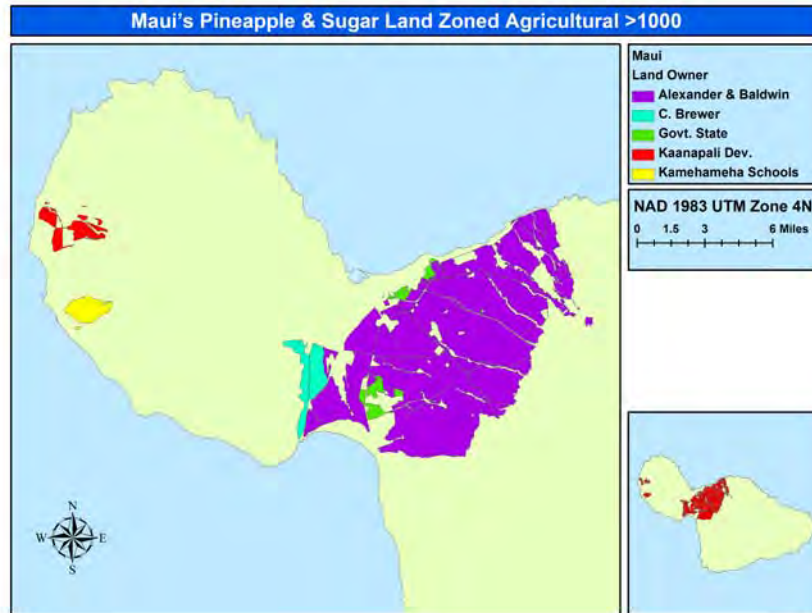 Maui's Pineapple & Sugar Land Zoned Agricultural >1000
Maui
Land Owner
Alexander & Baldwin
C. Brewer
Govt. State
Kaanapali Dev.
Kamehameha Schools
NAD 1983 UTM Zone 4N
0 1.5 3 6 Miles
N
W E
S